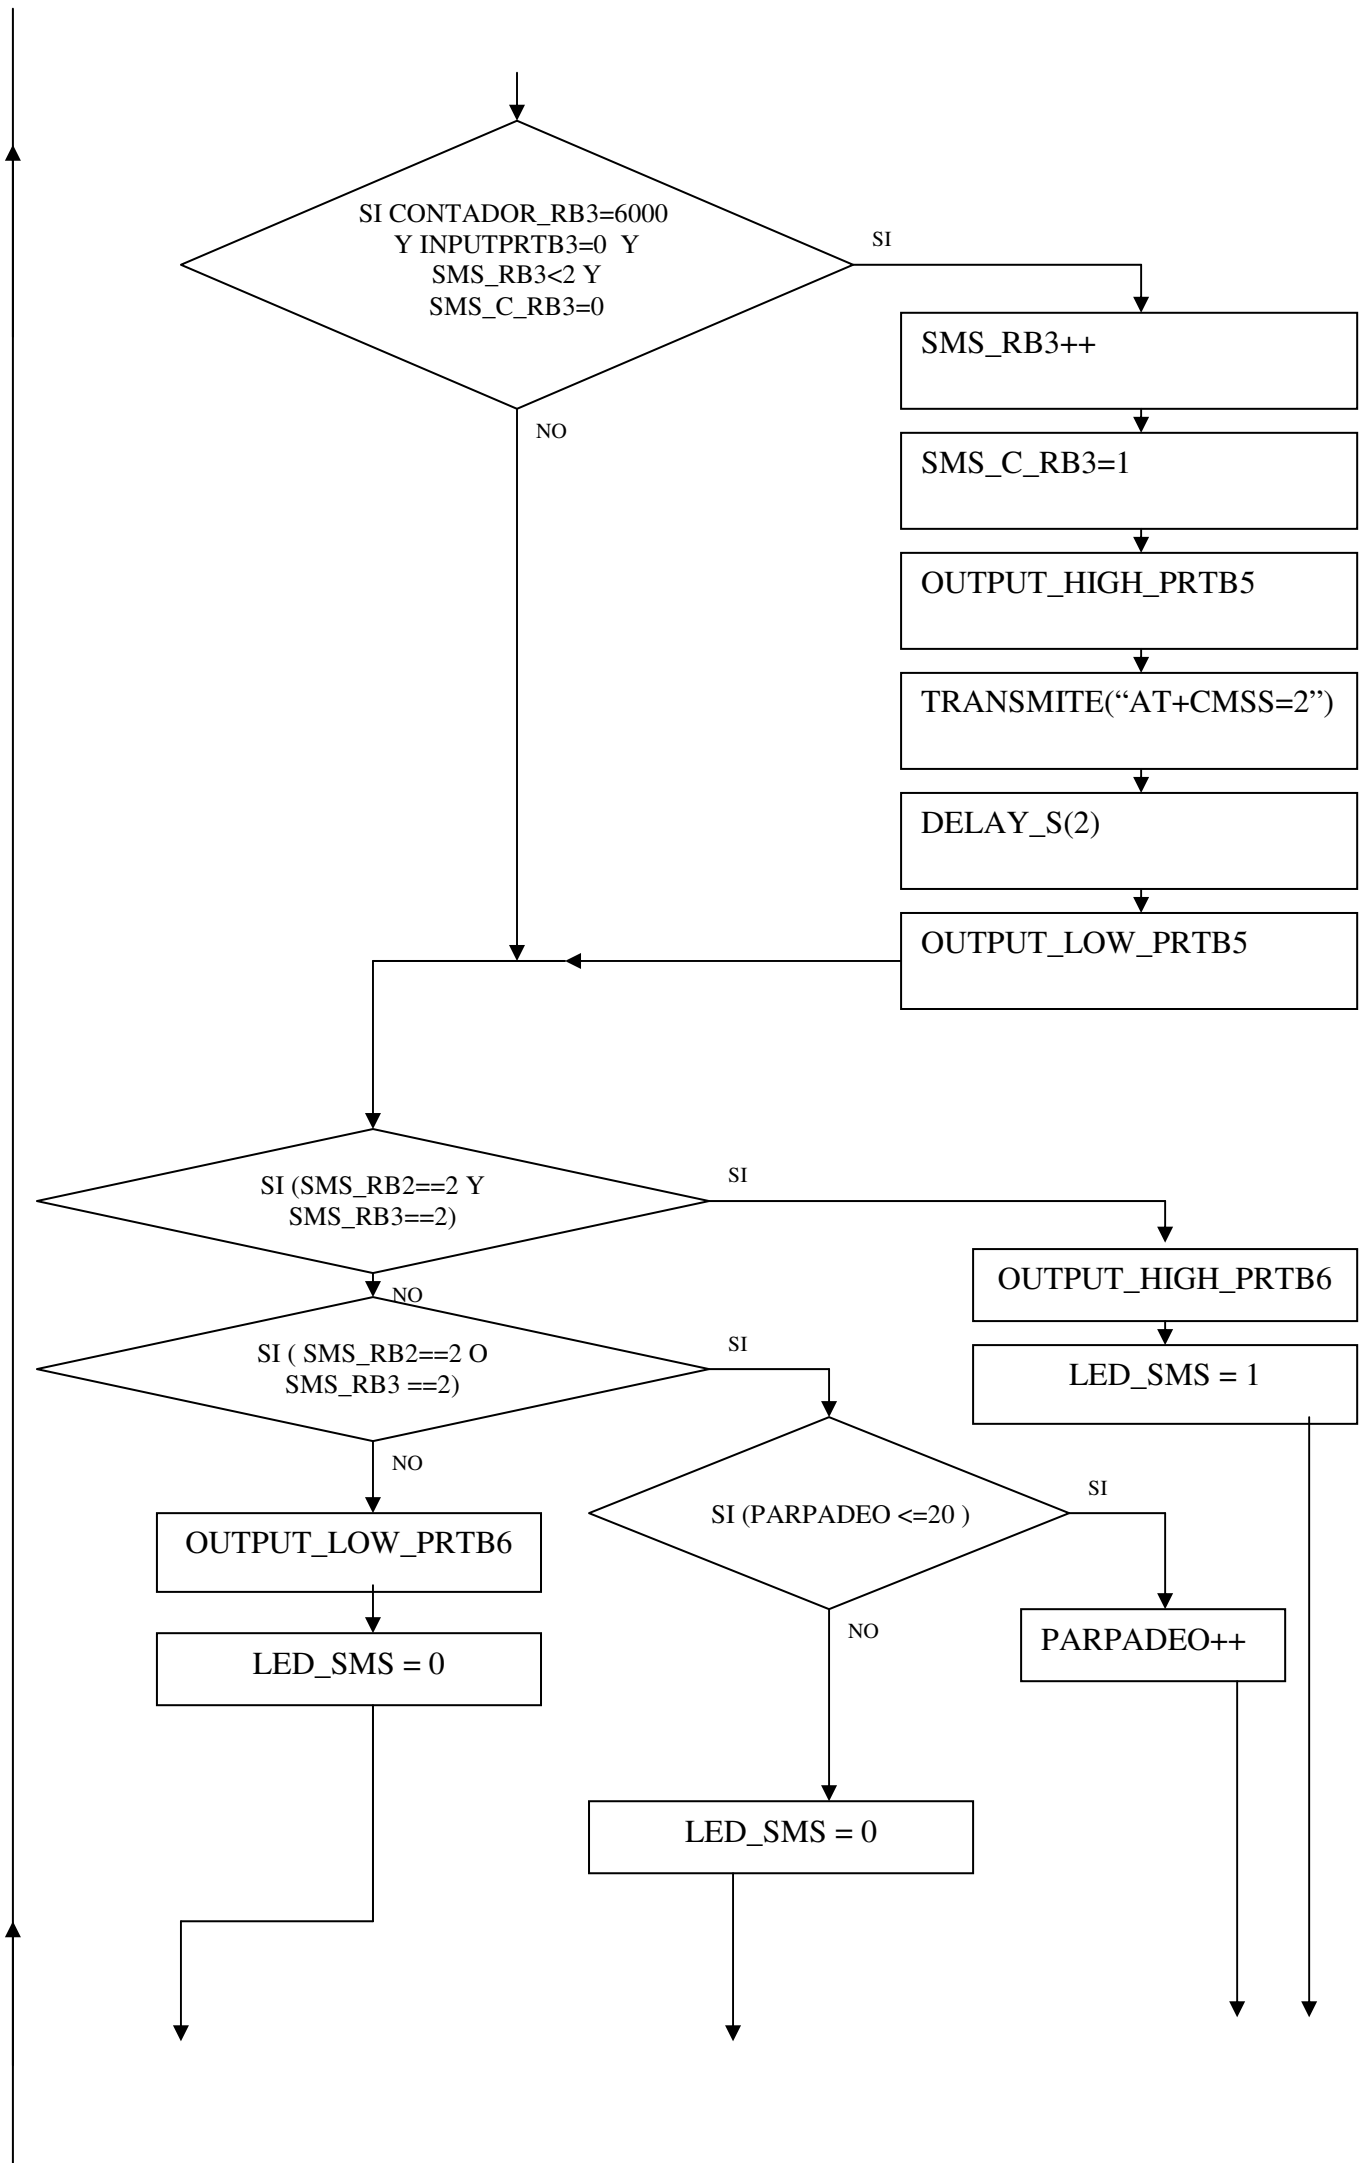 SI CONTADOR_RB3=6000
Y INPUTPRTB3=0 Y
SMS_RB3<2 Y
SMS_C_RB3=0
SI
NO
SMS_RB3++
SMS_C_RB3=1
OUTPUT_HIGH_PRTB5
TRANSMITE(“AT+CMSS=2”)
DELAY_S(2)
OUTPUT_LOW_PRTB5
SI (SMS_RB2==2 Y
SMS_RB3==2)
SI
NO
OUTPUT_HIGH_PRTB6
LED_SMS = 1
SI ( SMS_RB2==2 O
SMS_RB3 ==2)
SI
NO
OUTPUT_LOW_PRTB6
LED_SMS = 0
SI (PARPADEO <=20 )
SI
NO
PARPADEO++
LED_SMS = 0